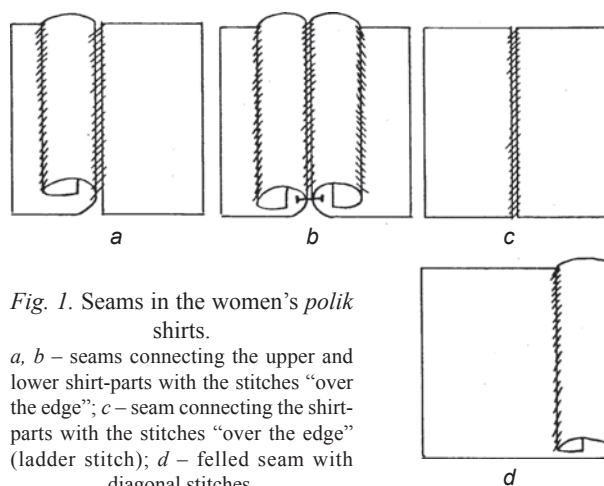 a
b
c
Fig. 1. Seams in the women's polik
shirts.
a, b – seams connecting the upper and
lower shirt-parts with the stitches “over
the edge”; c – seam connecting the shirt-
parts with the stitches “over the edge”
(ladder stitch); d – felled seam with
diagonal stitches
d